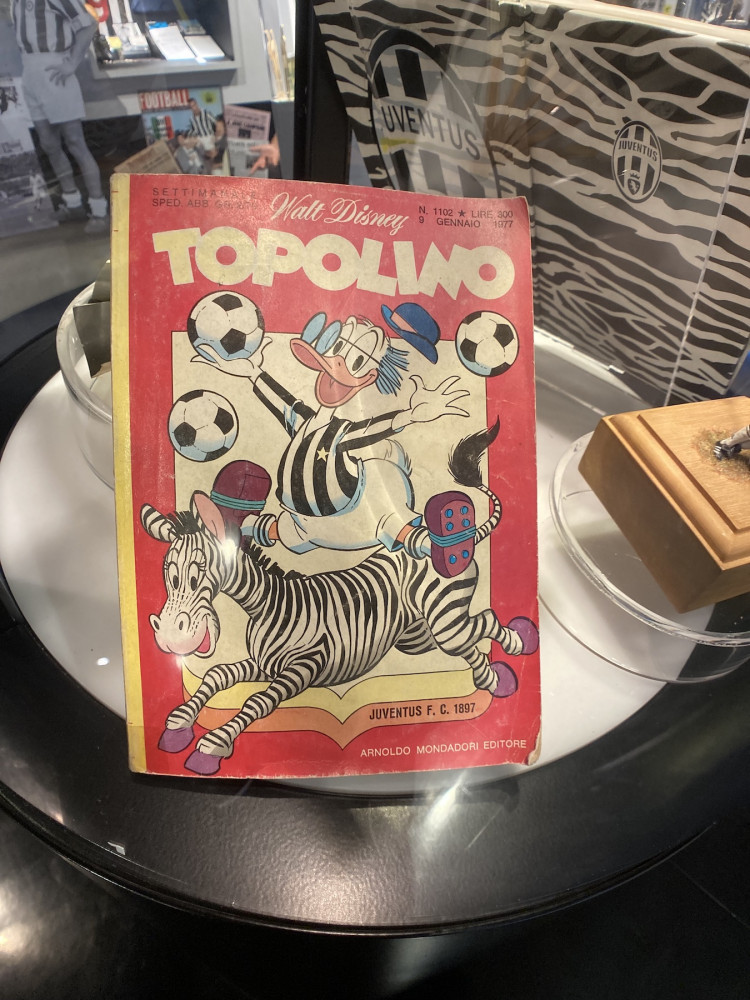 FOOTBALL
JUVENTUS
JUVENTUS
SETTIMANALE
SPED. ABB.
Walt Disney
N. 1102 ★ LIRE 300
9 GENNAIO 1977
TOPOLINO
JUVENTUS F. C. 1897
ARNOLDO MONDADORI EDITORE